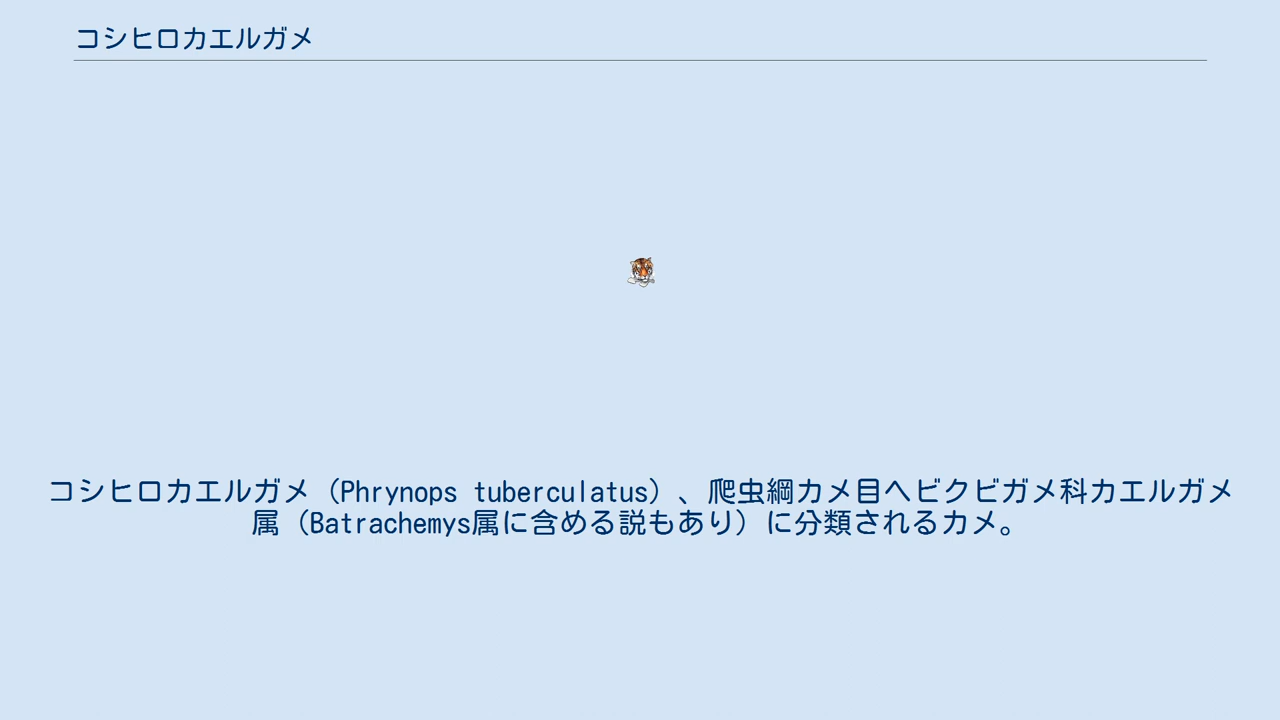 コシヒロカエルガメ
コシヒロカエルガメ（Phrynops tuberculatus）、爬虫綱カメ目ヘビクビガメ科カエルガメ
属（Batrachemys属に含める説もあり）に分類されるカメ。